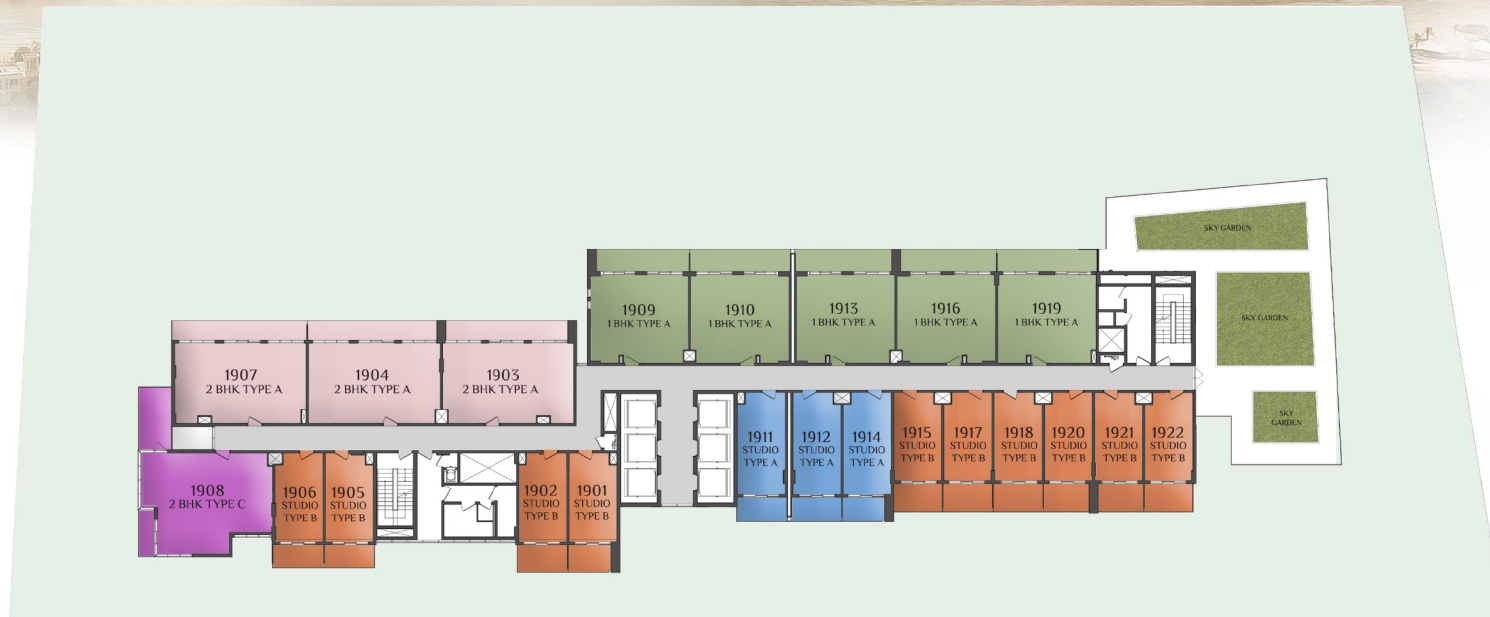 SKY GARDEN
1909
1 BHK TYPE A
1910
1 BHK TYPE A
1913
1 BHK TYPE A
1916
1 BHK TYPE A
1919
1 BHK TYPE A
SKY GARDEN
1907
2 BHK TYPE A
1904
2 BHK TYPE A
1903
2 BHK TYPE A
SKY
GARDEN
1911
STUDIO
TYPE A
1912
STUDIO
TYPE A
1914
STUDIO
TYPE A
1915
STUDIO
TYPE B
1917
STUDIO
TYPE B
1918
STUDIO
TYPE B
1920
STUDIO
TYPE B
1921
STUDIO
TYPE B
1922
STUDIO
TYPE B
1908
2 BHK TYPE C
1906
STUDIO
TYPE B
1905
STUDIO
TYPE B
1902
STUDIO
TYPE B
1901
STUDIO
TYPE B